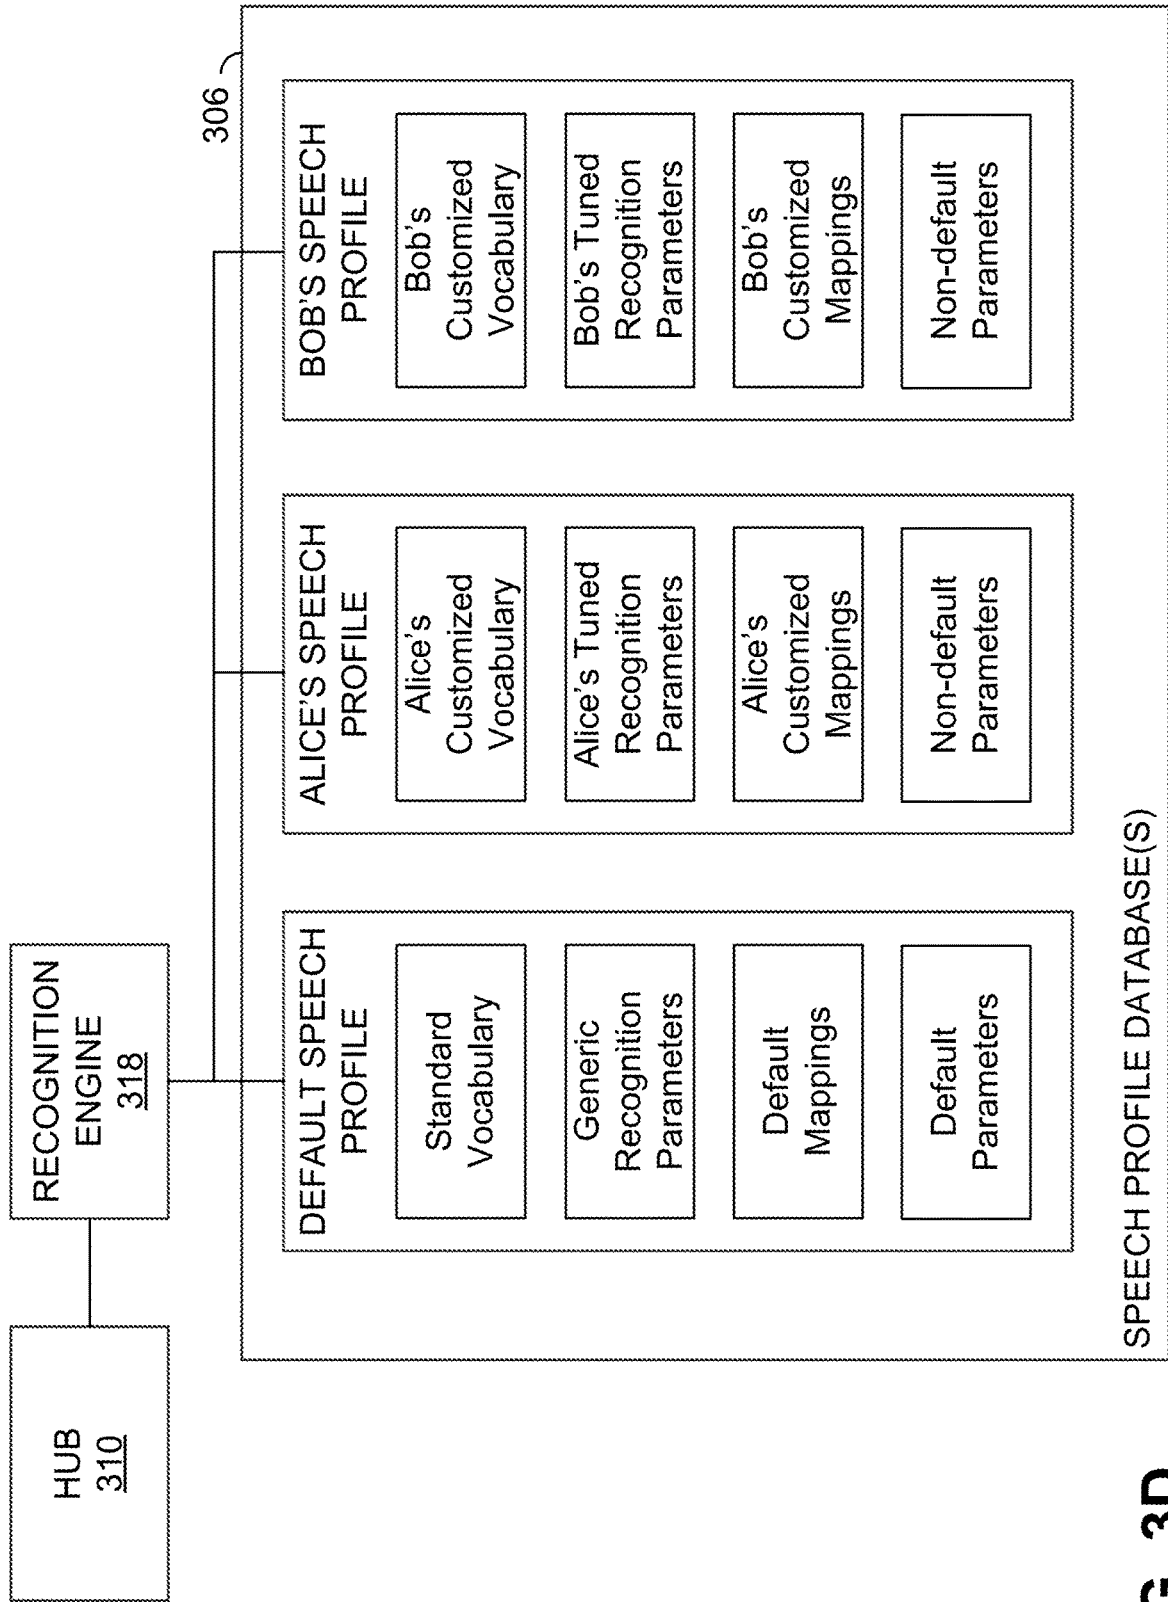 HUB
310
RECOGNITION
ENGINE
318
306
DEFAULT SPEECH
PROFILE
Standard
Vocabulary
Generic
Recognition
Parameters
Default
Mappings
Default
Parameters
ALICE'S SPEECH
PROFILE
Alice's
Customized
Vocabulary
Alice's Tuned
Recognition
Parameters
Alice's
Customized
Mappings
Non-default
Parameters
BOB'S SPEECH
PROFILE
Bob's
Customized
Vocabulary
Bob's Tuned
Recognition
Parameters
Bob's
Customized
Mappings
Non-default
Parameters
SPEECH PROFILE DATABASE(S)
3D